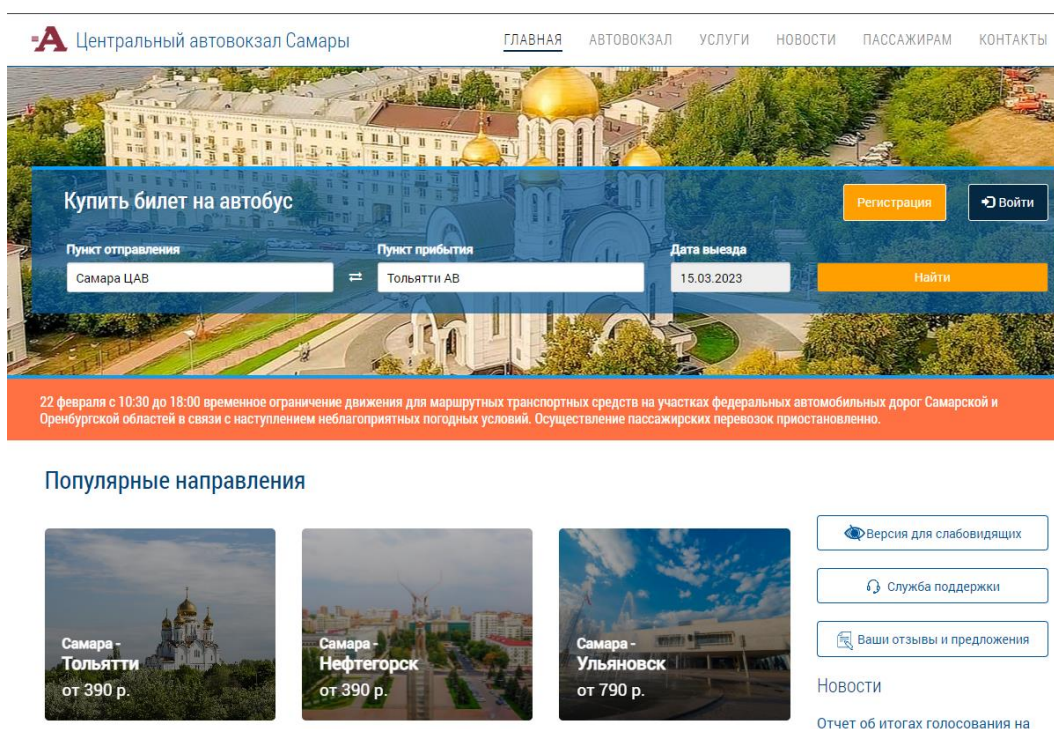 Центральный автовокзал Самары
ГЛАВНАЯ АВТОВОКЗАЛ УСЛУГИ НОВОСТИ ПАССАЖИРАМ КОНТАКТЫ
Купить билет на автобус
Регистрация
Войти
Пункт отправления
Пункт прибытия
Дата выезда
Самара ЦАВ
Тольятти АВ
15.03.2023
Найти
22 февраля с 10:30 до 18:00 временное ограничение движения для маршрутных транспортных средств на участках федеральных автомобильных дорог Самарской и
Оренбургской областей в связи с наступлением неблагоприятных погодных условий. Осуществление пассажирских перевозок приостановленно.
Популярные направления
Самара -
Тольятти
от 390 р.
Самара -
Нефтегорск
от 390 р.
Самара -
Ульяновск
от 790 р.
Версия для слабовидящих
Служба поддержки
Ваши отзывы и предложения
Новости
Отчет об итогах голосования на